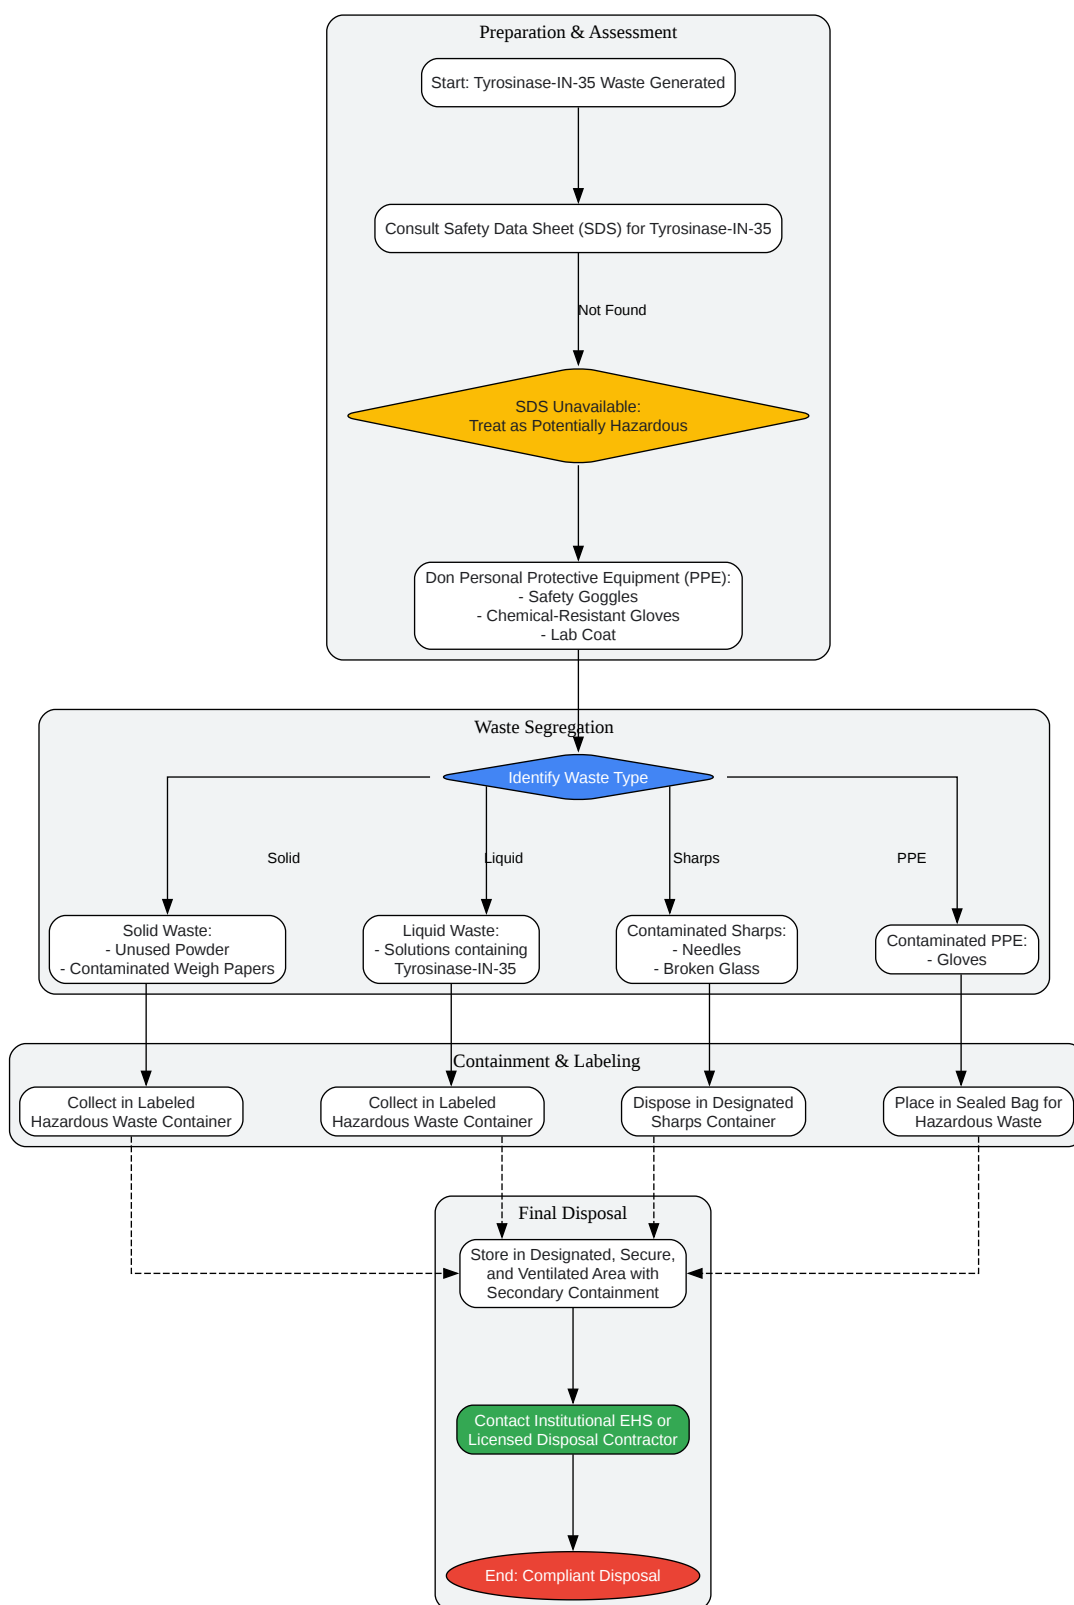 Preparation & Assessment
Start: Tyrosinase-IN-35 Waste Generated
Consult Safety Data Sheet (SDS) for Tyrosinase-IN-35
Not Found
SDS Unavailable:
Treat as Potentially Hazardous
Don Personal Protective Equipment (PPE):
- Safety Goggles
- Chemical-Resistant Gloves
- Lab Coat
Waste Segregation
Identify Waste Type
Solid
Liquid
Sharps
PPE
Solid Waste:
- Unused Powder
- Contaminated Weigh Papers
Liquid Waste:
- Solutions containing
Tyrosinase-IN-35
Contaminated Sharps:
- Needles
- Broken Glass
Contaminated PPE:
- Gloves
Containment & Labeling
Collect in Labeled
Hazardous Waste Container
Collect in Labeled
Hazardous Waste Container
Dispose in Designated
Sharps Container
Place in Sealed Bag for
Hazardous Waste
Final Disposal
Store in Designated, Secure,
and Ventilated Area with
Secondary Containment
Contact Institutional EHS or
Licensed Disposal Contractor
End: Compliant Disposal